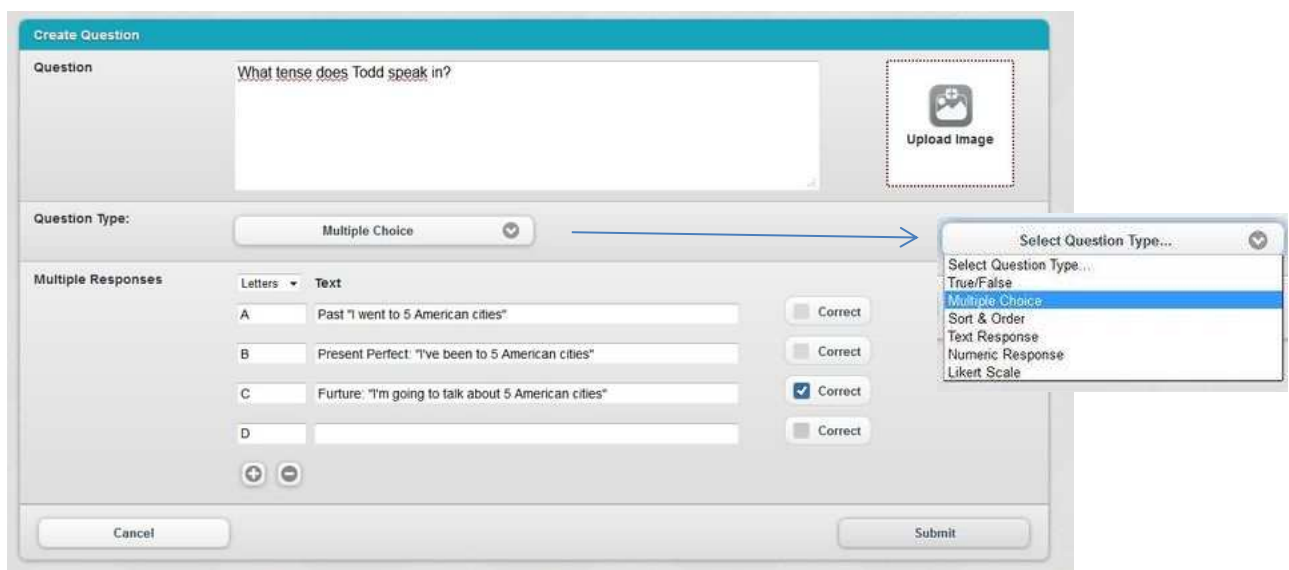 Create Question
Question
What tense does Todd speak in?
Upload Image
Question Type:
Multiple Choice
Select Question Type...
Select Question Type...
True/False
Multiple Choice
Sort & Order
Text Response
Numeric Response
Likert Scale
Multiple Responses
Letters Text
A Past "I went to 5 American cities" Correct
B Present Perfect: "I've been to 5 American cities" Correct
C Furture: "I'm going to talk about 5 American cities" Correct
D Correct
Cancel Submit